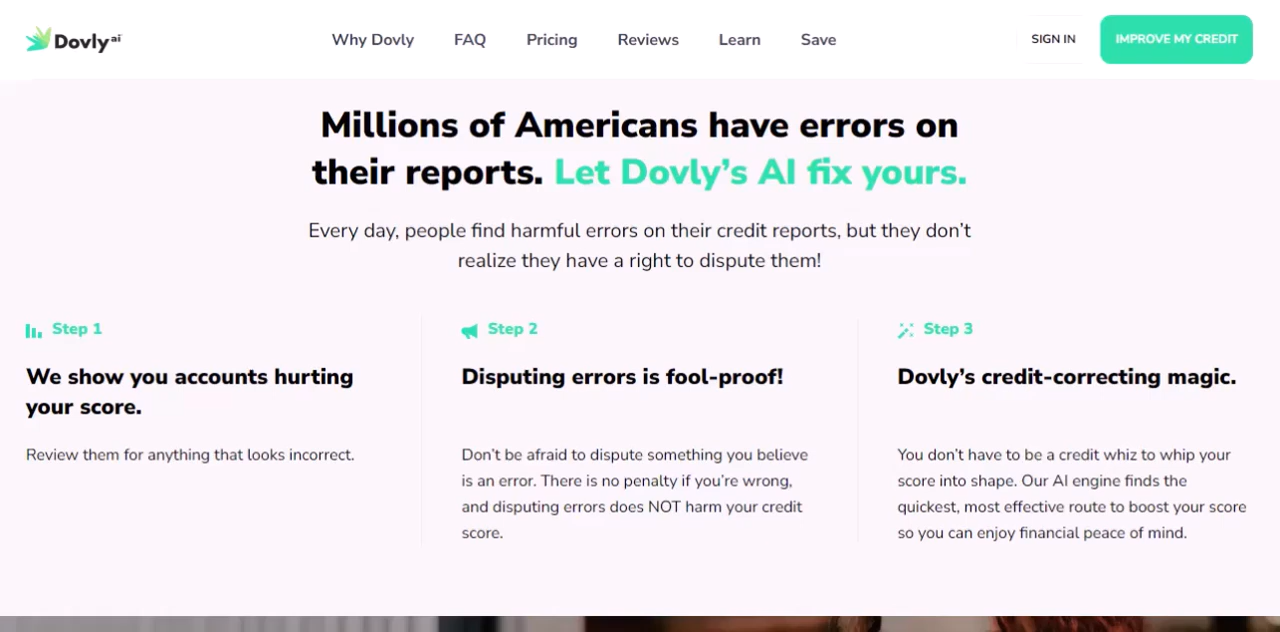 Dovly ai
Why Dovly
FAQ
Pricing
Reviews
Learn
Save
SIGN IN
IMPROVE MY CREDIT
Millions of Americans have errors on
their reports. Let Dovly’s AI fix yours.
Every day, people find harmful errors on their credit reports, but they don’t
realize they have a right to dispute them!
Step 1
We show you accounts hurting
your score.
Review them for anything that looks incorrect.
Step 2
Disputing errors is fool-proof!
Don’t be afraid to dispute something you believe
is an error. There is no penalty if you’re wrong,
and disputing errors does NOT harm your credit
score.
Step 3
Dovly’s credit-correcting magic.
You don’t have to be a credit whiz to whip your
score into shape. Our AI engine finds the
quickest, most effective route to boost your score
so you can enjoy financial peace of mind.